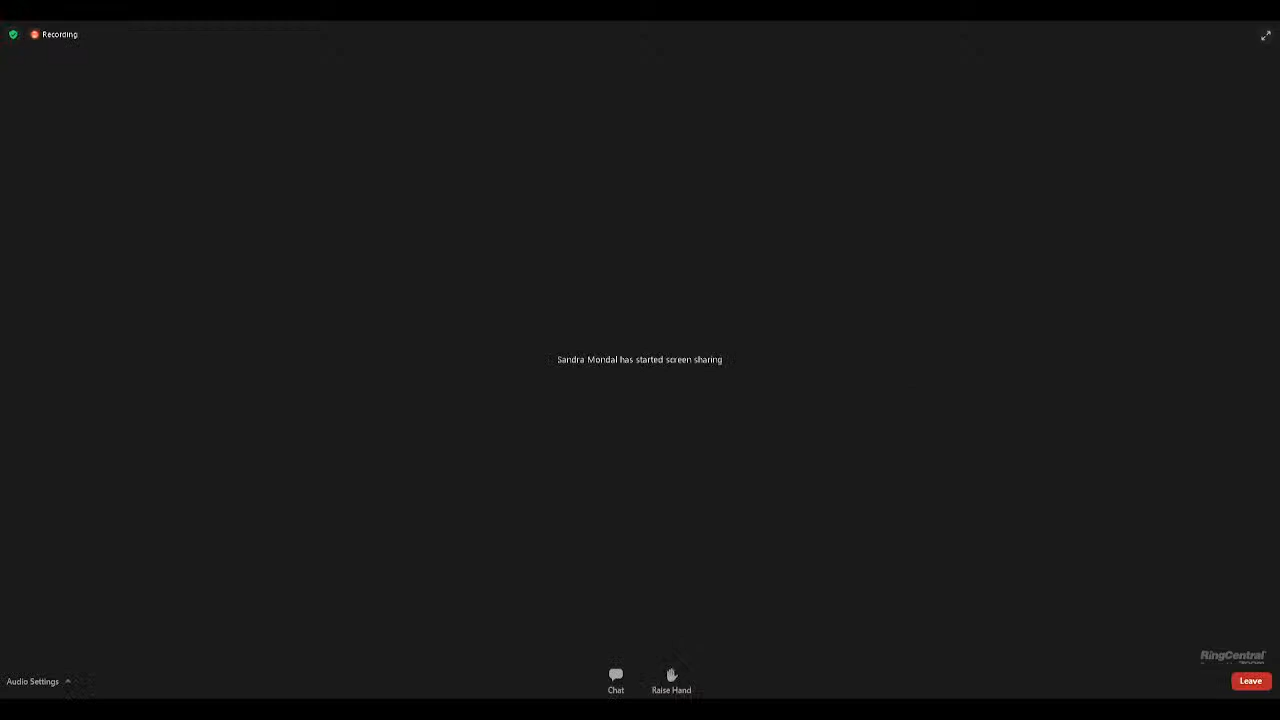 Recording
Sandra Mondal has started screen sharing
RingCentral
Audio Settings
Chat
Raise Hand
Leave